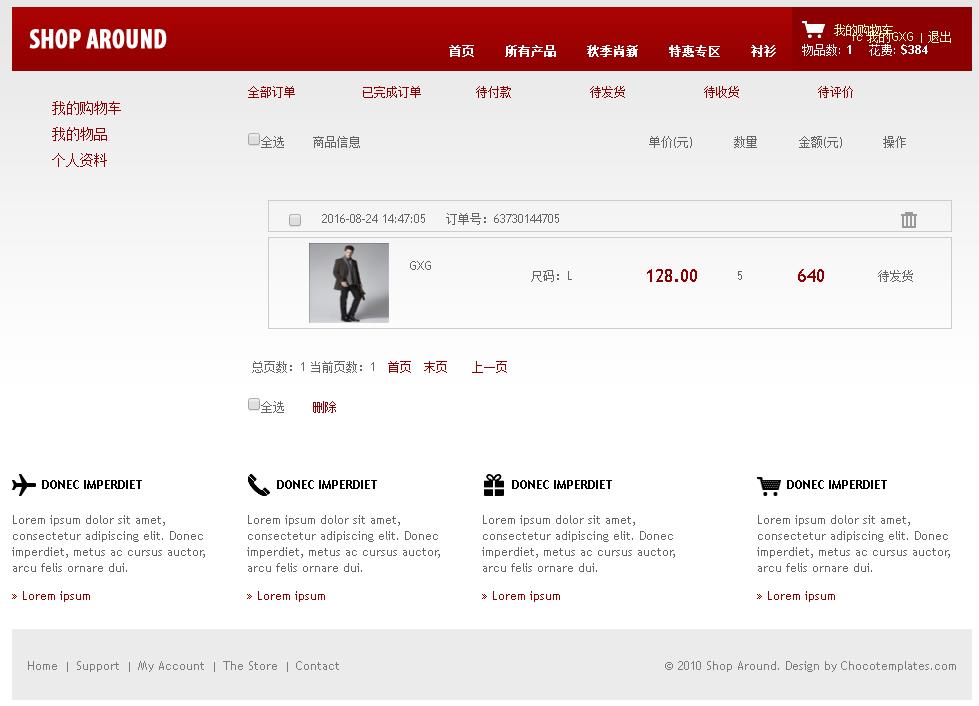 SHOP AROUND
首页 所有产品 秋季尚新 特惠专区 衬衫
我的购物车
rc 我的GXG | 退出
物品数: 1 花费: $384
我的购物车
我的物品
个人资料
全部订单 已完成订单 待付款 待发货 待收货 待评价
全选 商品信息 单价(元) 数量 金额(元) 操作
2016-08-24 14:47:05 订单号: 63730144705
GXG 尺码: L 128.00 5 640 待发货
总页数: 1 当前页数: 1 首页 末页 上一页
全选 删除
DONEC IMPERDIET
Lorem ipsum dolor sit amet,
consectetur adipiscing elit. Donec
imperdiet, metus ac cursus auctor,
arcu felis ornare dui.
» Lorem ipsum
DONEC IMPERDIET
Lorem ipsum dolor sit amet,
consectetur adipiscing elit. Donec
imperdiet, metus ac cursus auctor,
arcu felis ornare dui.
» Lorem ipsum
DONEC IMPERDIET
Lorem ipsum dolor sit amet,
consectetur adipiscing elit. Donec
imperdiet, metus ac cursus auctor,
arcu felis ornare dui.
» Lorem ipsum
DONEC IMPERDIET
Lorem ipsum dolor sit amet,
consectetur adipiscing elit. Donec
imperdiet, metus ac cursus auctor,
arcu felis ornare dui.
» Lorem ipsum
Home | Support | My Account | The Store | Contact
© 2010 Shop Around. Design by Chocotemplates.com